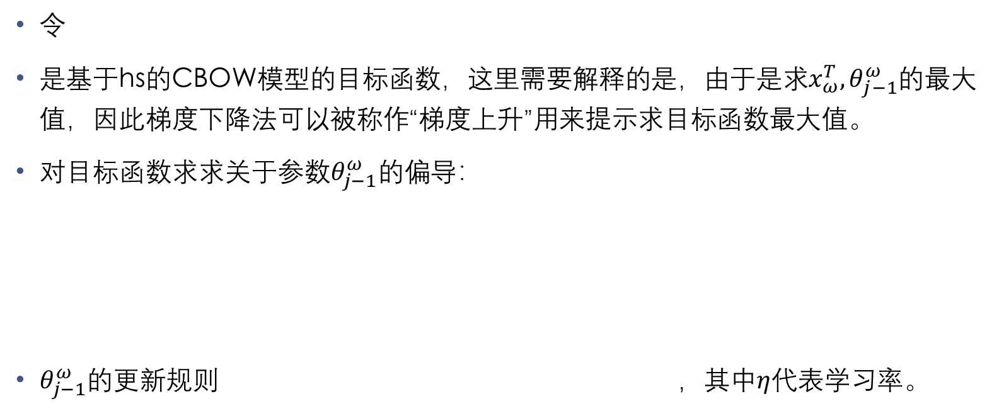 • 令
• 是基于hs的CBOW模型的目标函数，这里需要解释的是，由于是求$x_{\omega}^{T},\theta_{j-1}^{\omega}$的最大
值，因此梯度下降法可以被称作“梯度上升”用来提示求目标函数最大值。
• 对目标函数求求关于参数$\theta_{j-1}^{\omega}$的偏导：
• $\theta_{j-1}^{\omega}$的更新规则 ，其中$\eta$代表学习率。